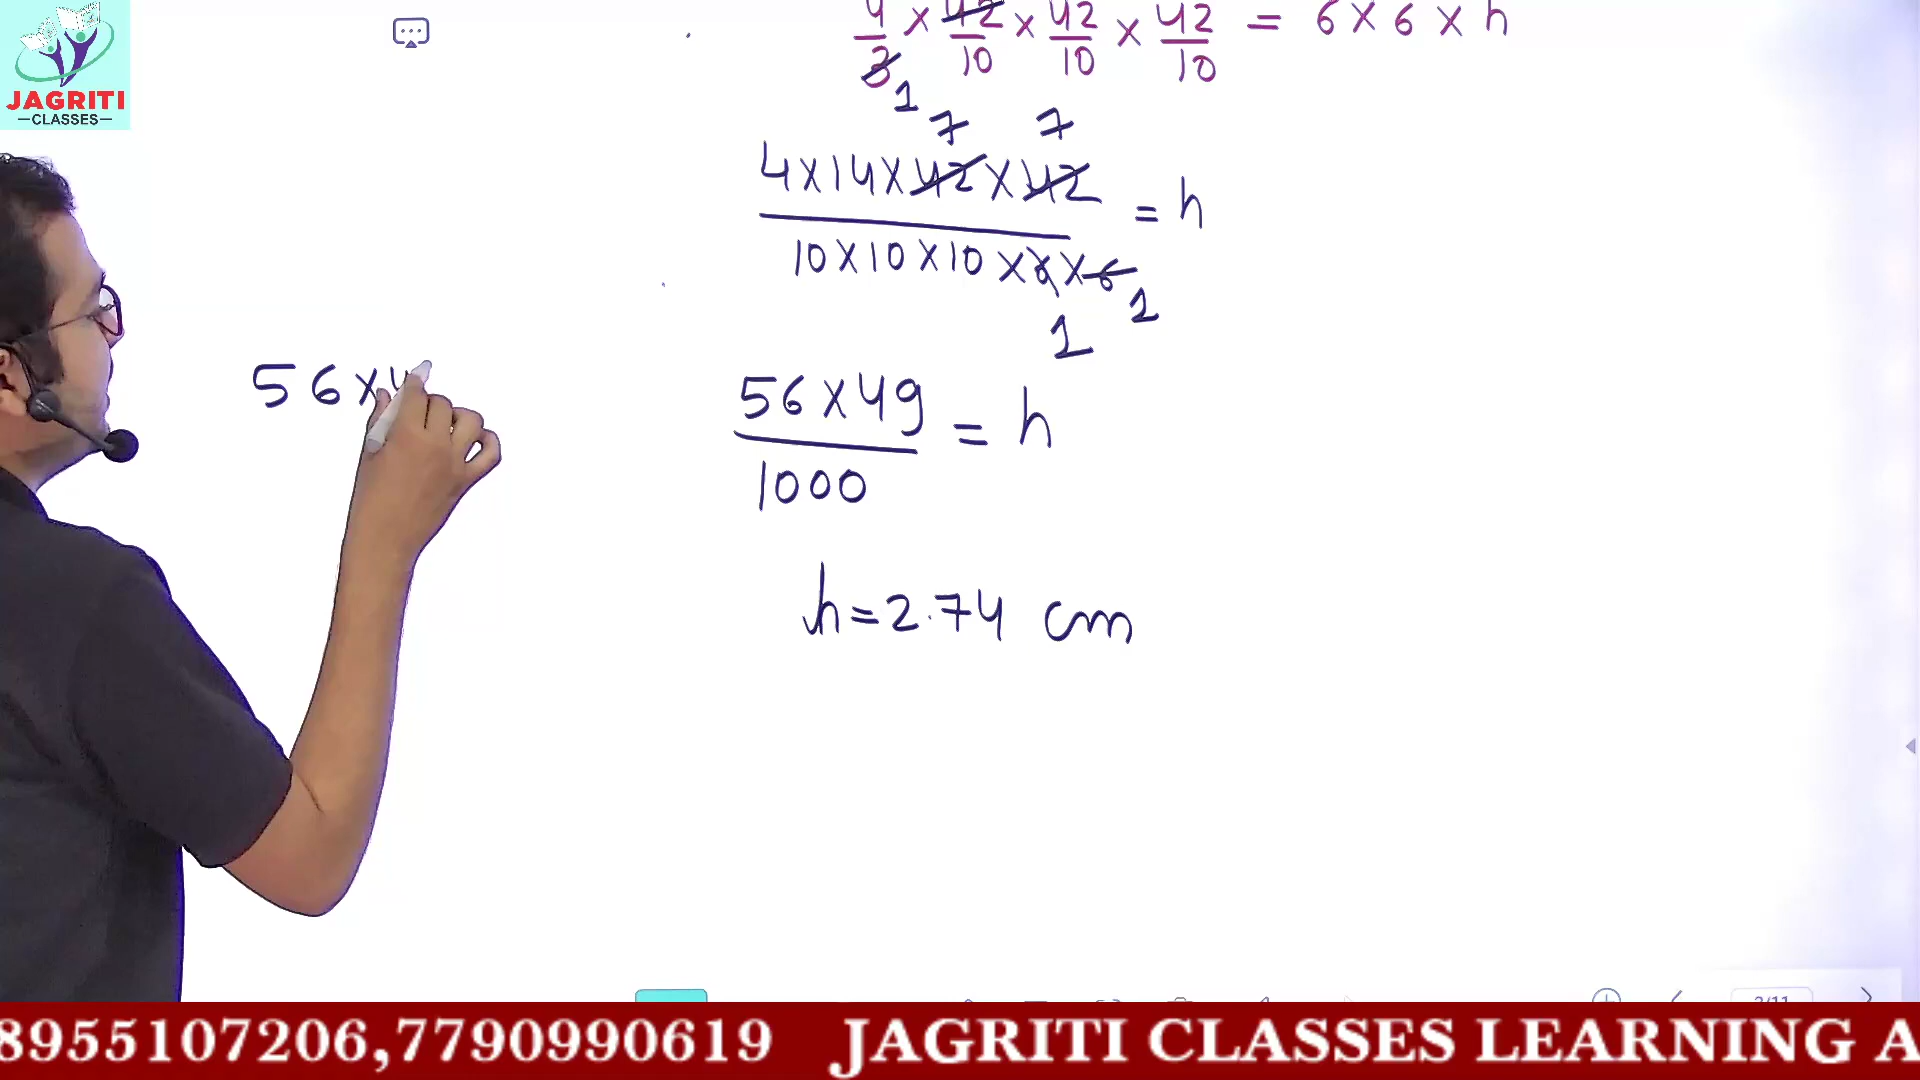 JAGRITI
—CLASSES—
4/3 × 42/10 × 42/10 × 42/10 = 6 × 6 × h
1
7 7
4×14×42×42
= h
10×10×10×6×6
1
1
56×4
56×49
= h
1000
h=2.74 cm
8955107206,7790990619 JAGRITI CLASSES LEARNING A